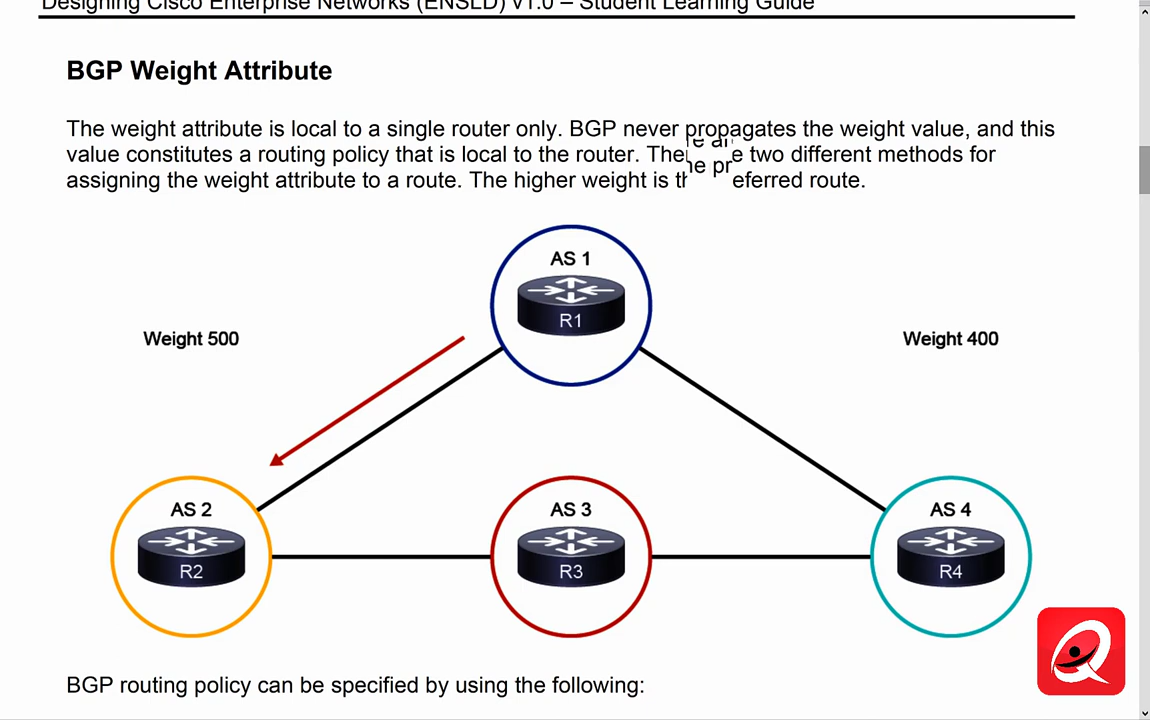 Designing Cisco Enterprise Networks (ENSLD) v1.0 – Student Learning Guide
BGP Weight Attribute
The weight attribute is local to a single router only. BGP never propagates the weight value, and this
value constitutes a routing policy that is local to the router. There are two different methods for
assigning the weight attribute to a route. The higher weight is the preferred route.
AS 1
R1
Weight 500
Weight 400
AS 2
R2
AS 3
R3
AS 4
R4
BGP routing policy can be specified by using the following: